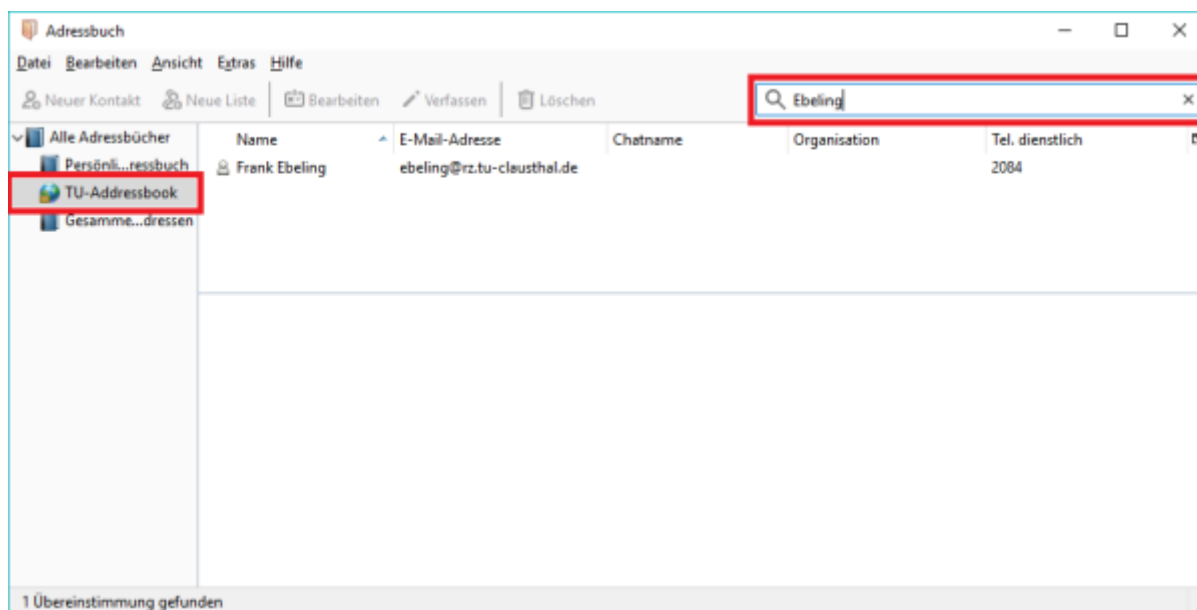 Adressbuch
Datei Bearbeiten Ansicht Extras Hilfe
Neuer Kontakt Neue Liste Bearbeiten Verfassen Löschen Ebeling
Alle Adressbücher Name E-Mail-Adresse Chatname Organisation Tel. dienstlich
Persönli...ressbuch Frank Ebeling ebeling@rz.tu-clausthal.de 2084
TU-Addressbook
Gesamme...dressen
1 Übereinstimmung gefunden